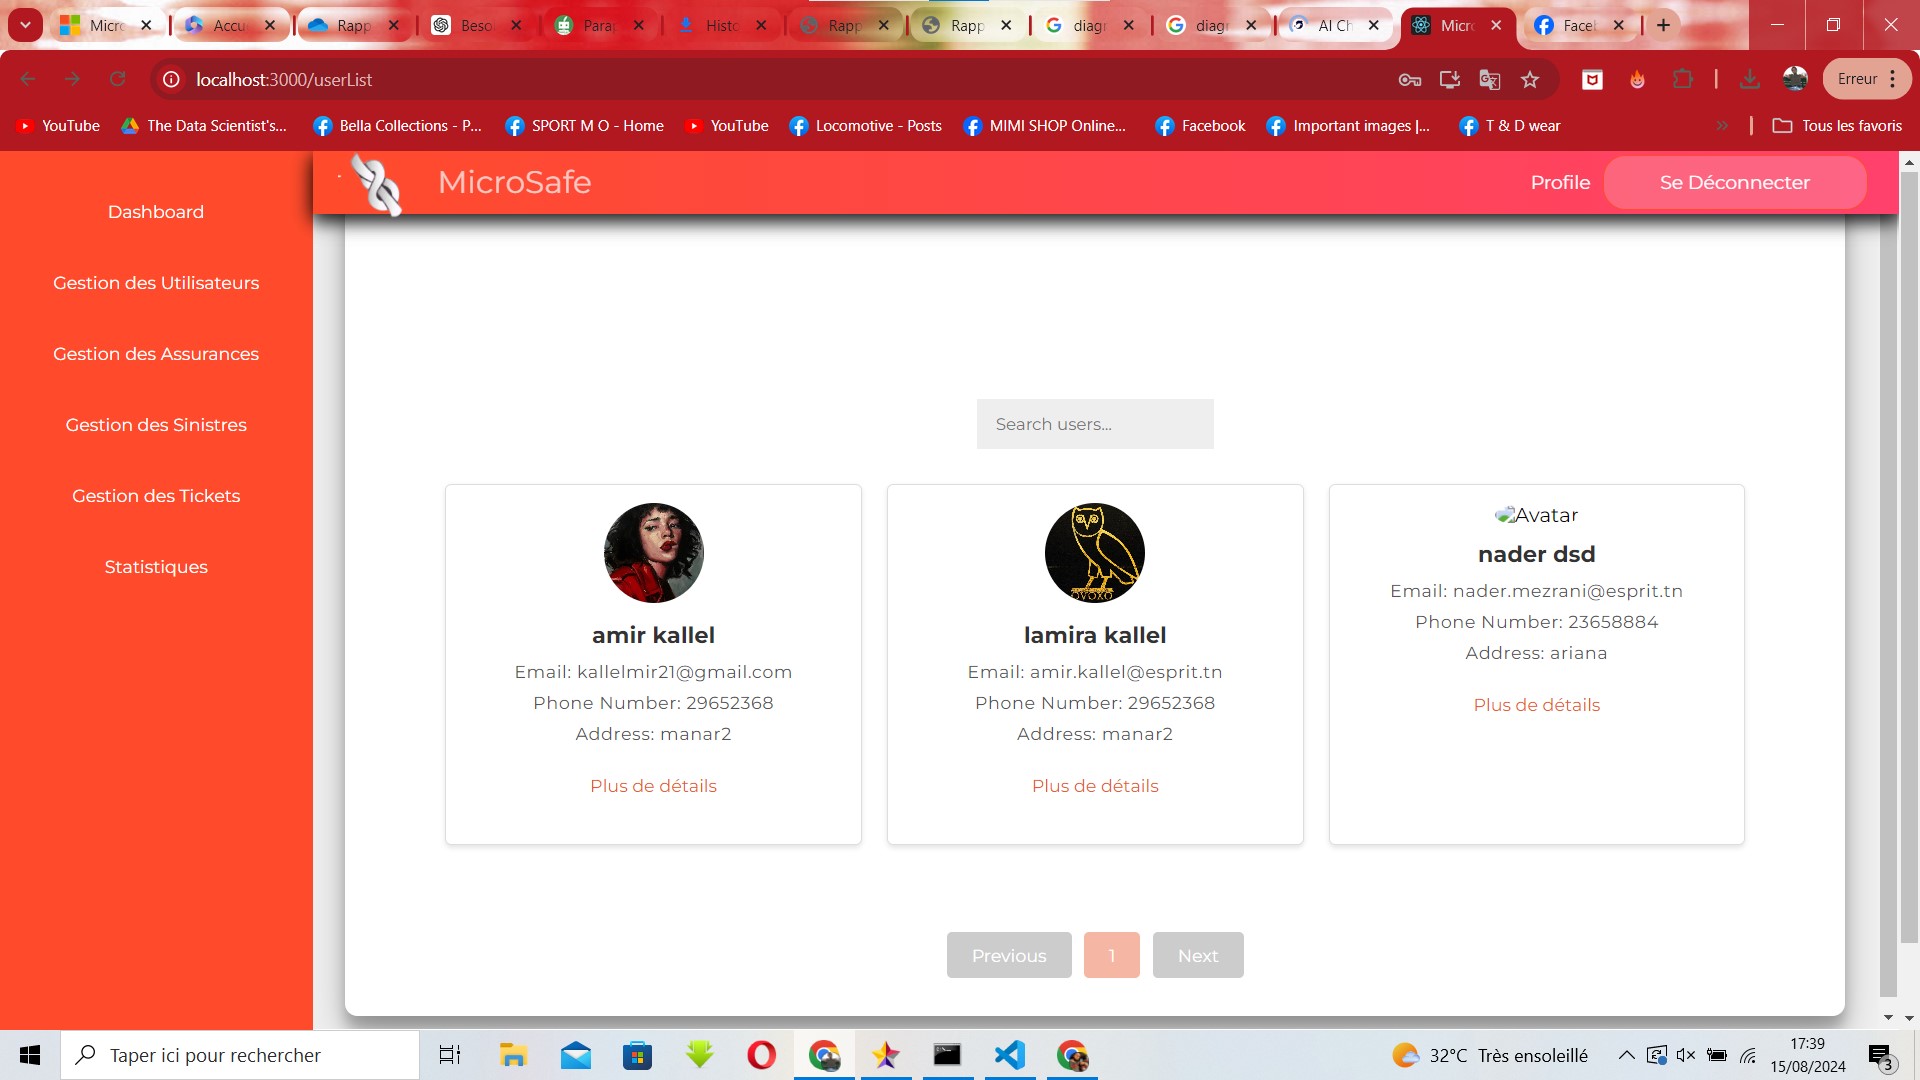 Micro
Accu
Rapp
Beso
Parap
Histo
Rapp
Rapp
diagr
diagr
AI Ch
Micro
Facel
localhost:3000/userList
Erreur
YouTube
The Data Scientist's...
Bella Collections - P...
SPORT M O - Home
YouTube
Locomotive - Posts
MIMI SHOP Online...
Facebook
Important images |...
T & D wear
Tous les favoris
MicroSafe
Profile
Se Déconnecter
Dashboard
Gestion des Utilisateurs
Gestion des Assurances
Gestion des Sinistres
Gestion des Tickets
Statistiques
Search users...
amir kallel
Email: kallelmir21@gmail.com
Phone Number: 29652368
Address: manar2
Plus de détails
OVOXO
lamira kallel
Email: amir.kallel@esprit.tn
Phone Number: 29652368
Address: manar2
Plus de détails
Avatar
nader dsd
Email: nader.mezrani@esprit.tn
Phone Number: 23658884
Address: ariana
Plus de détails
Previous
1
Next
Taper ici pour rechercher
32°C Très ensoleillé
17:39
15/08/2024
3